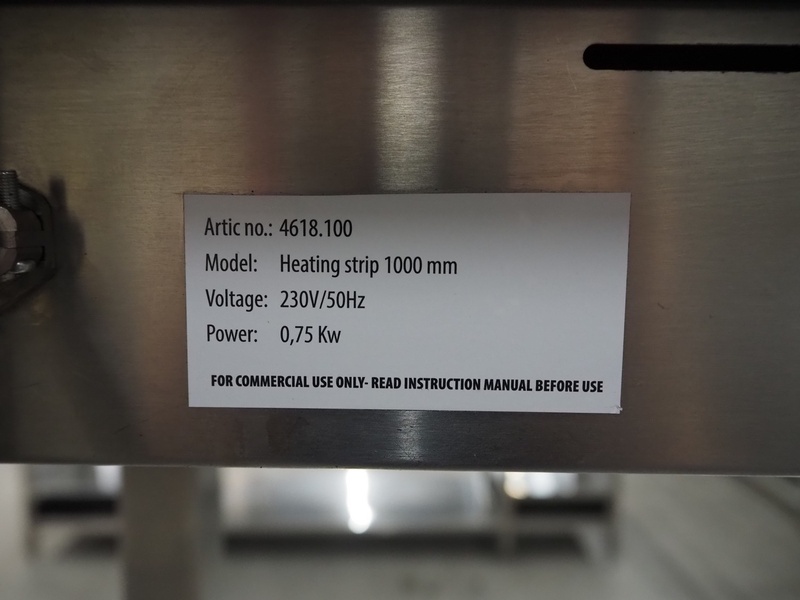 Artic no.: 4618.100
Model: Heating strip 1000 mm
Voltage: 230V/50Hz
Power: 0,75 Kw
FOR COMMERCIAL USE ONLY- READ INSTRUCTION MANUAL BEFORE USE